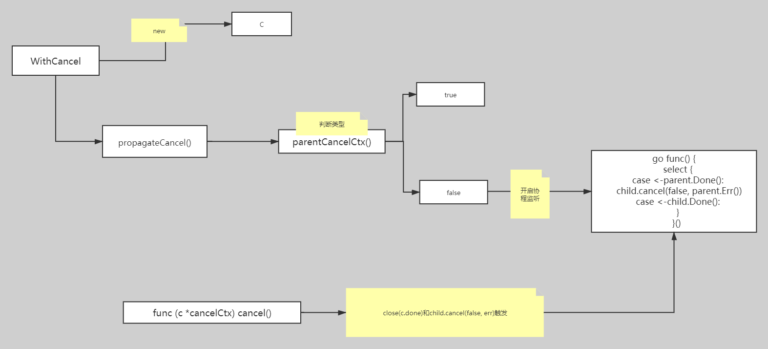 new
C
WithCancel
true
判断类型
propagateCancel()
parentCancelCtx()
false
开启协
程监听
go func() {
select {
case <-parent.Done():
child.cancel(false, parent.Err())
case <-child.Done():
}
}()
func (c *cancelCtx) cancel()
close(c.done)和child.cancel(false, err)触发